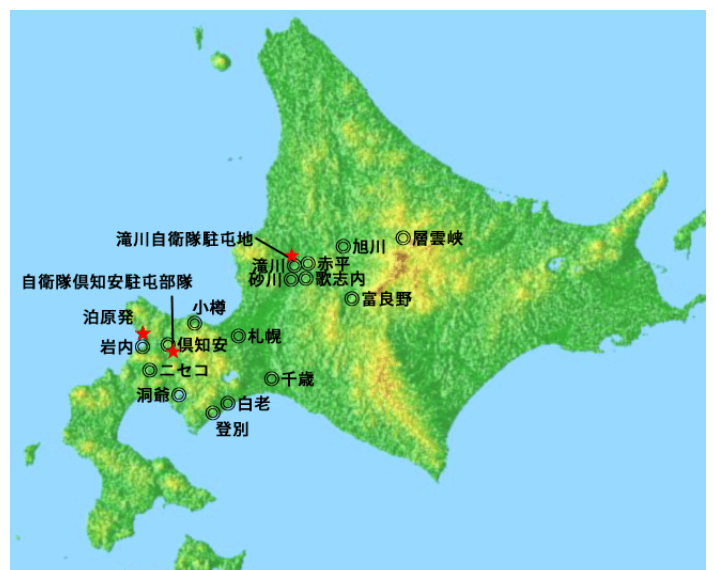 滝川自衛隊駐屯地
旭川
層雲峡
滝川
赤平
砂川
歌志内
自衛隊倶知安駐屯部隊
富良野
小樽
泊原発
札幌
岩内
倶知安
ニセコ
千歳
洞爺
白老
登別